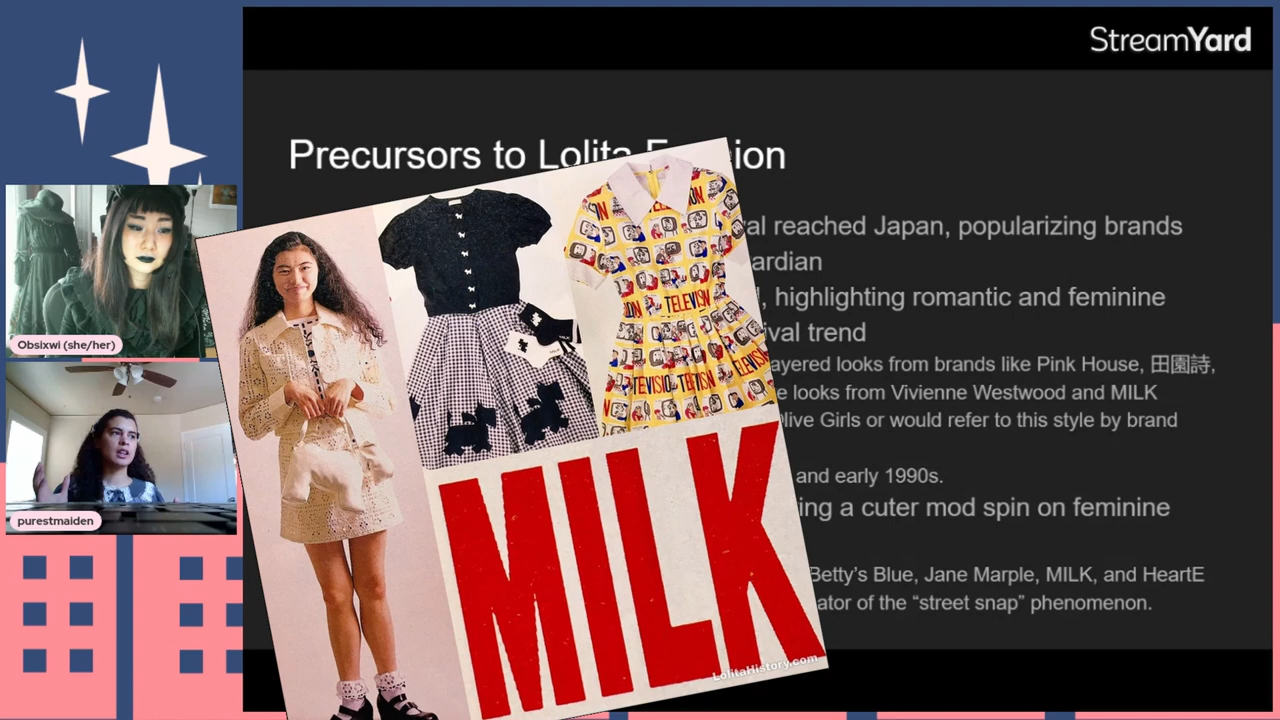 StreamYard
Precursors to Lolita
ion
val reached Japan, popularizing brands
ardian
, highlighting romantic and feminine
ival trend
ayered looks from brands like Pink House, 田園詩,
e looks from Vivienne Westwood and MILK
live Girls or would refer to this style by brand
and early 1990s.
ing a cuter mod spin on feminine
Betty’s Blue, Jane Marple, MILK, and HeartE
ator of the “street snap” phenomenon.
Obsixwi (she/her)
purestmaiden
TELEVISION
MILK
LolitaHistory.com